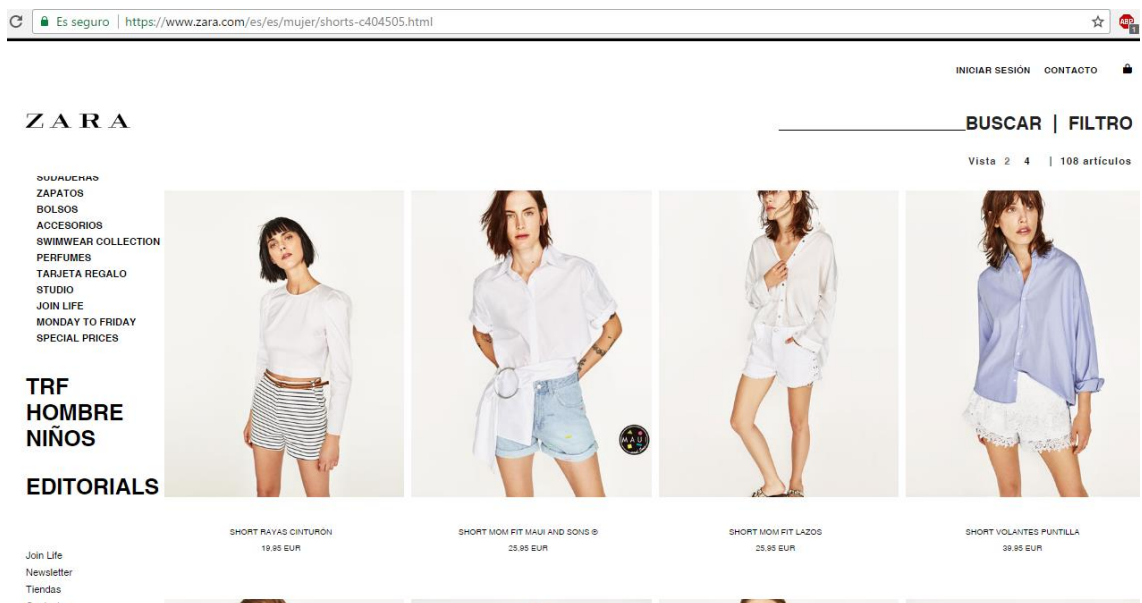 Es seguro | https://www.zara.com/es/es/mujer/shorts-c404505.html
ABP
1
INICIAR SESIÓN CONTACTO
ZARA
BUSCAR | FILTRO
Vista 2 4 | 108 artículos
SUDADERAS
ZAPATOS
BOLSOS
ACCESORIOS
SWIMWEAR COLLECTION
PERFUMES
TARJETA REGALO
STUDIO
JOIN LIFE
MONDAY TO FRIDAY
SPECIAL PRICES
TRF
HOMBRE
NIÑOS
EDITORIALS
MAUI
SHORT RAYAS CINTURÓN
19,95 EUR
SHORT MOM FIT MAUI AND SONS ®
25,95 EUR
SHORT MOM FIT LAZOS
25,95 EUR
SHORT VOLANTES PUNTILLA
39,95 EUR
Join Life
Newsletter
Tiendas